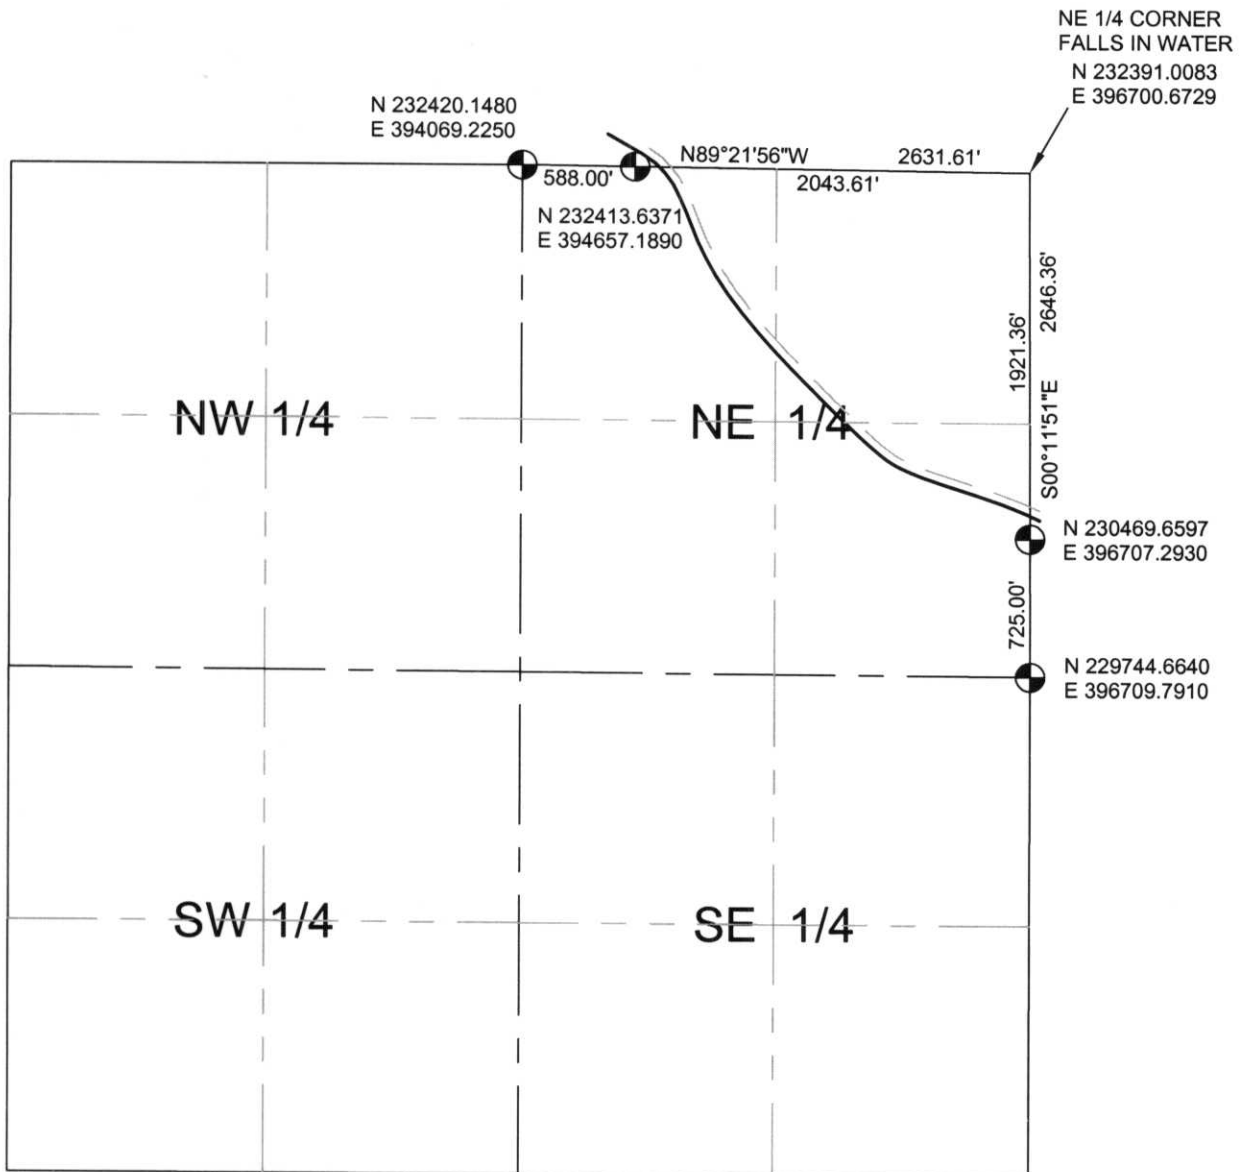 NE 1/4 CORNER
FALLS IN WATER
N 232391.0083
E 396700.6729
N 232420.1480
E 394069.2250
N89°21'56"W
2631.61'
588.00'
2043.61'
N 232413.6371
E 394657.1890
2646.36'
1921.36'
S00°11'51"E
NW 1/4
NE 1/4
N 230469.6597
E 396707.2930
725.00'
N 229744.6640
E 396709.7910
SW 1/4
SE 1/4